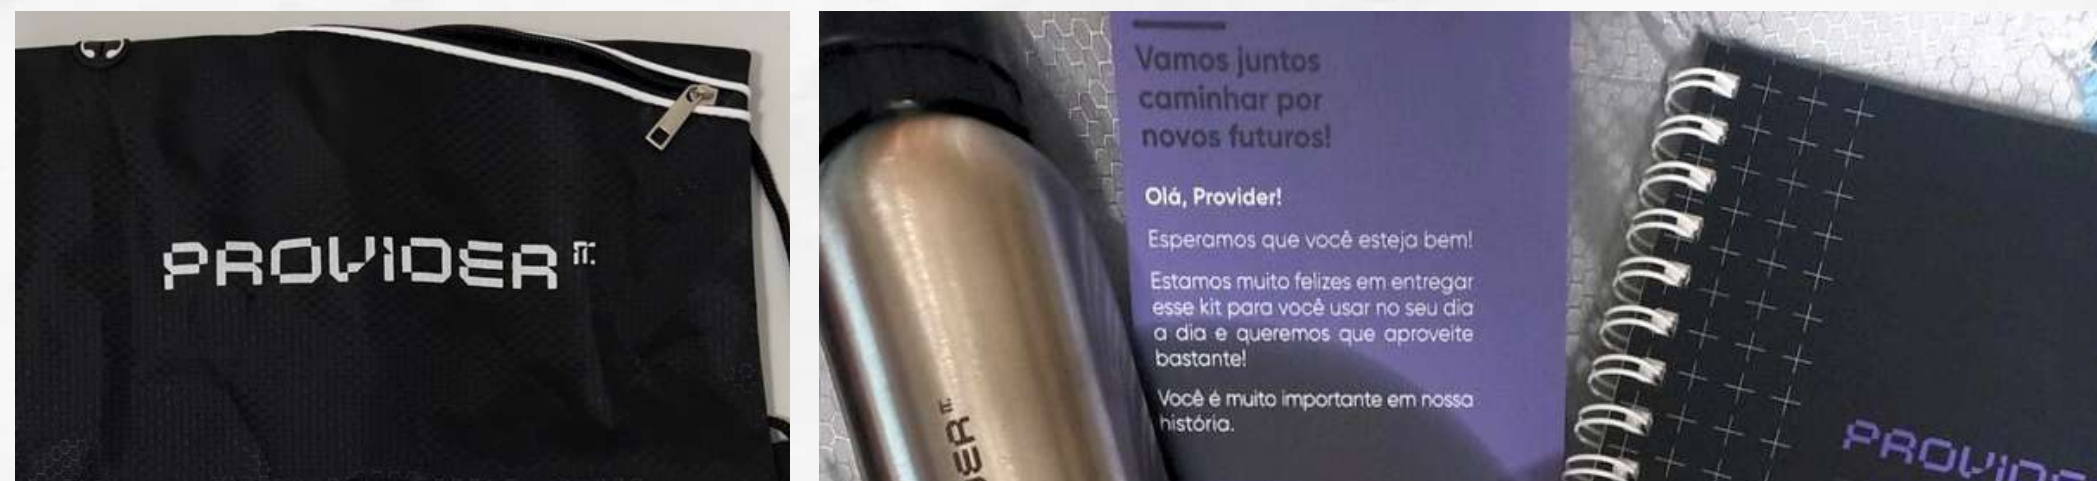 PROVIDER IT.
Vamos juntos
caminhar por
novos futuros!
Olá, Provider!
Esperamos que você esteja bem!
Estamos muito felizes em entregar
esse kit para você usar no seu dia
a dia e queremos que aproveite
bastante!
Você é muito importante em nossa
história.